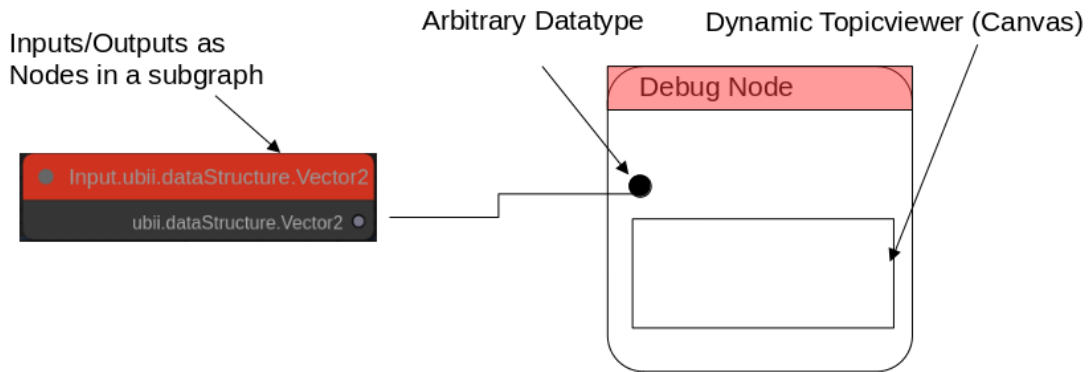 Inputs/Outputs as
Nodes in a subgraph
Arbitrary Datatype
Dynamic Topicviewer (Canvas)
Debug Node
Input.ubii.dataStructure.Vector2
ubii.dataStructure.Vector2